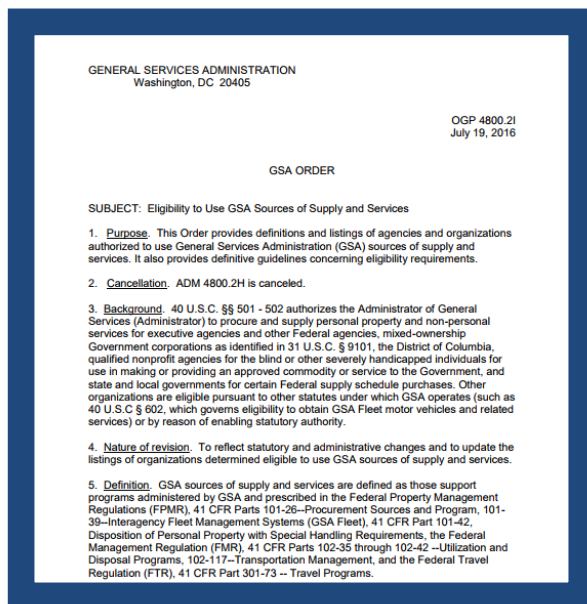 GENERAL SERVICES ADMINISTRATION
Washington, DC 20405
OGP 4800.2I
July 19, 2016
GSA ORDER
SUBJECT: Eligibility to Use GSA Sources of Supply and Services
1. Purpose. This Order provides definitions and listings of agencies and organizations
authorized to use General Services Administration (GSA) sources of supply and
services. It also provides definitive guidelines concerning eligibility requirements.
2. Cancellation. ADM 4800.2H is canceled.
3. Background. 40 U.S.C. §§ 501 - 502 authorizes the Administrator of General
Services (Administrator) to procure and supply personal property and non-personal
services for executive agencies and other Federal agencies, mixed-ownership
Government corporations as identified in 31 U.S.C. § 9101, the District of Columbia,
qualified nonprofit agencies for the blind or other severely handicapped individuals for
use in making or providing an approved commodity or service to the Government, and
state and local governments for certain Federal supply schedule purchases. Other
organizations are eligible pursuant to other statutes under which GSA operates (such as
40 U.S.C § 602, which governs eligibility to obtain GSA Fleet motor vehicles and related
services) or by reason of enabling statutory authority.
4. Nature of revision. To reflect statutory and administrative changes and to update the
listings of organizations determined eligible to use GSA sources of supply and services.
5. Definition. GSA sources of supply and services are defined as those support
programs administered by GSA and prescribed in the Federal Property Management
Regulations (FPMR), 41 CFR Parts 101-26--Procurement Sources and Program, 101-
39--Interagency Fleet Management Systems (GSA Fleet), 41 CFR Part 101-42,
Disposition of Personal Property with Special Handling Requirements, the Federal
Management Regulation (FMR), 41 CFR Parts 102-35 through 102-42 --Utilization and
Disposal Programs, 102-117--Transportation Management, and the Federal Travel
Regulation (FTR), 41 CFR Part 301-73 -- Travel Programs.